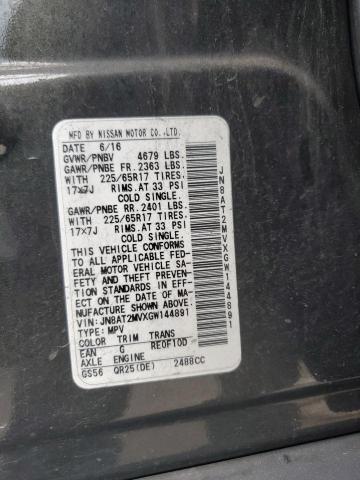 MFD BY NISSAN MOTOR CO.,LTD.
DATE 6/16
GVWR/PNBV 4679 LBS.
GAWR/PNBE FR. 2363 LBS.
WITH 225/65R17 TIRES.
17X7J RIMS.AT 33 PSI
COLD SINGLE.
GAWR/PNBE RR. 2401 LBS.
WITH 225/65R17 TIRES.
17X7J RIMS.AT 33 PSI
COLD SINGLE.
THIS VEHICLE CONFORMS
TO ALL APPLICABLE FED-
ERAL MOTOR VEHICLE SA-
FETY AND THEFT PREVEN-
TION STANDARDS IN EFF-
ECT ON THE DATE OF MA-
NUFACTURE SHOWN ABOVE.
VIN:JN8AT2MVXGW144891
TYPE:MPV
COLOR TRIM TRANS
EAN G RE0F10D
AXLE ENGINE
GS56 QR25(DE) 2488CC
JN8AT2MVXGW144891